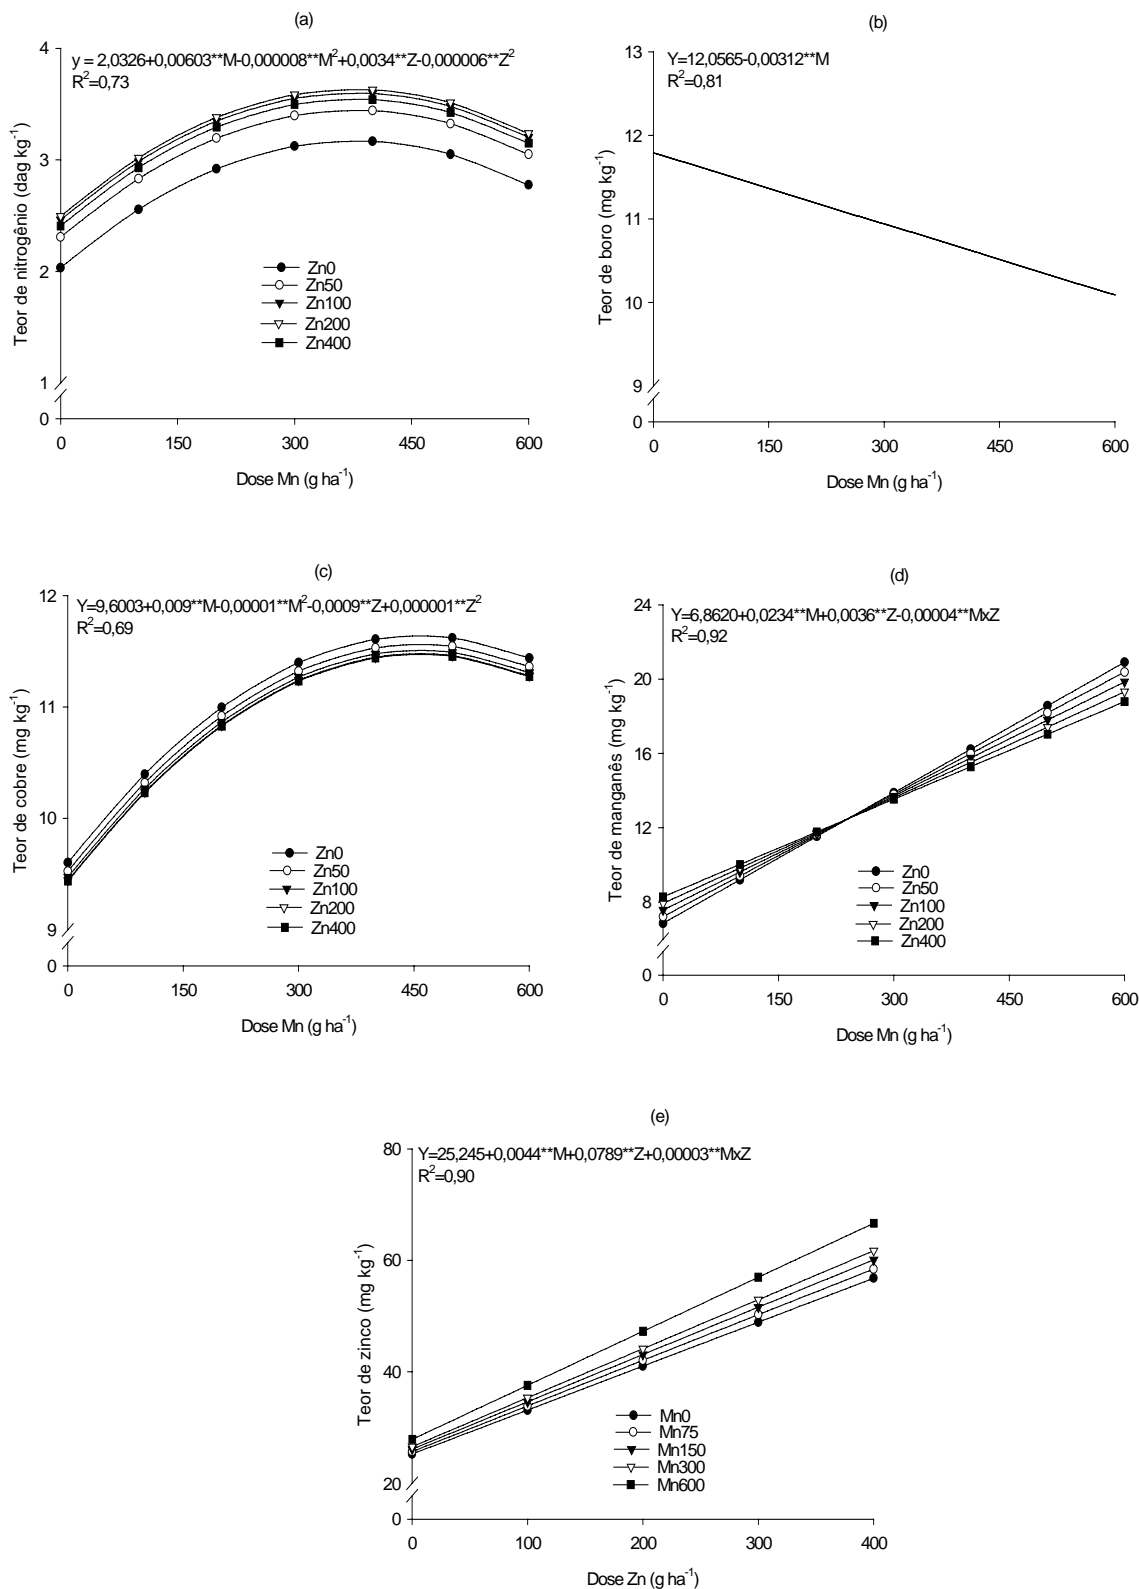 (a)
y = 2,0326+0,00603**M-0,000008**M²+0,0034**Z-0,000006**Z²
R²=0,73
4
3
2
1
0
Teor de nitrogênio (dag kg⁻¹)
Zn0
Zn50
Zn100
Zn200
Zn400
0 150 300 450 600
Dose Mn (g ha⁻¹)
(b)
Y=12,0565-0,00312**M
R²=0,81
13
12
11
10
9
0
Teor de boro (mg kg⁻¹)
0 150 300 450 600
Dose Mn (g ha⁻¹)
(c)
Y=9,6003+0,009**M-0,00001**M²-0,0009**Z+0,000001**Z²
R²=0,69
12
11
10
9
0
Teor de cobre (mg kg⁻¹)
Zn0
Zn50
Zn100
Zn200
Zn400
0 150 300 450 600
Dose Mn (g ha⁻¹)
(d)
Y=6,8620+0,0234**M+0,0036**Z-0,00004**MxZ
R²=0,92
24
20
16
12
8
0
Teor de manganês (mg kg⁻¹)
Zn0
Zn50
Zn100
Zn200
Zn400
0 150 300 450 600
Dose Mn (g ha⁻¹)
(e)
Y=25,245+0,0044**M+0,0789**Z+0,00003**MxZ
R²=0,90
80
60
40
20
0
Teor de zinco (mg kg⁻¹)
Mn0
Mn75
Mn150
Mn300
Mn600
0 100 200 300 400
Dose Zn (g ha⁻¹)